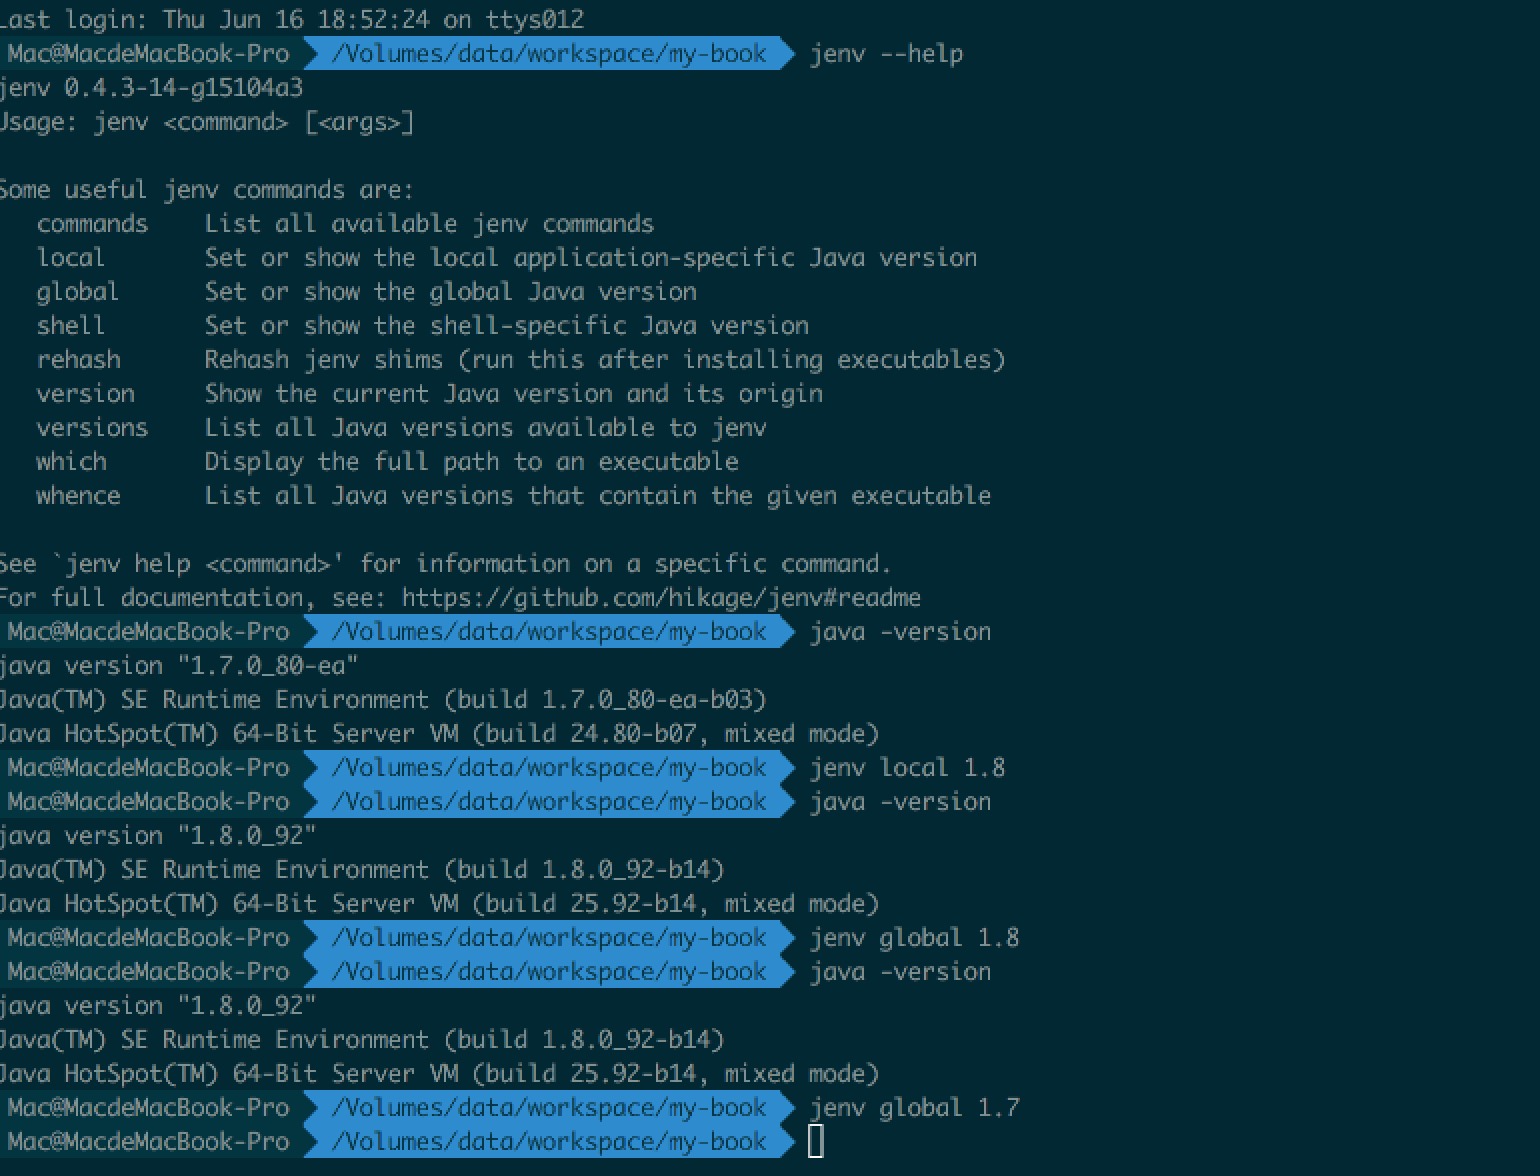 Last login: Thu Jun 16 18:52:24 on ttys012
Mac@MacdeMacBook-Pro /Volumes/data/workspace/my-book jenv --help
jenv 0.4.3-14-g15104a3
Usage: jenv <command> [<args>]
Some useful jenv commands are:
commands List all available jenv commands
local Set or show the local application-specific Java version
global Set or show the global Java version
shell Set or show the shell-specific Java version
rehash Rehash jenv shims (run this after installing executables)
version Show the current Java version and its origin
versions List all Java versions available to jenv
which Display the full path to an executable
whence List all Java versions that contain the given executable
See `jenv help <command>' for information on a specific command.
For full documentation, see: https://github.com/hikage/jenv#readme
Mac@MacdeMacBook-Pro /Volumes/data/workspace/my-book java -version
java version "1.7.0_80-ea"
Java(TM) SE Runtime Environment (build 1.7.0_80-ea-b03)
Java HotSpot(TM) 64-Bit Server VM (build 24.80-b07, mixed mode)
Mac@MacdeMacBook-Pro /Volumes/data/workspace/my-book jenv local 1.8
Mac@MacdeMacBook-Pro /Volumes/data/workspace/my-book java -version
java version "1.8.0_92"
Java(TM) SE Runtime Environment (build 1.8.0_92-b14)
Java HotSpot(TM) 64-Bit Server VM (build 25.92-b14, mixed mode)
Mac@MacdeMacBook-Pro /Volumes/data/workspace/my-book jenv global 1.8
Mac@MacdeMacBook-Pro /Volumes/data/workspace/my-book java -version
java version "1.8.0_92"
Java(TM) SE Runtime Environment (build 1.8.0_92-b14)
Java HotSpot(TM) 64-Bit Server VM (build 25.92-b14, mixed mode)
Mac@MacdeMacBook-Pro /Volumes/data/workspace/my-book jenv global 1.7
Mac@MacdeMacBook-Pro /Volumes/data/workspace/my-book